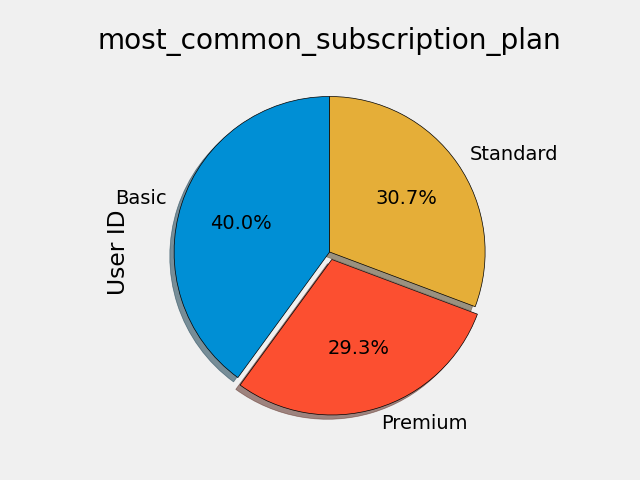 most_common_subscription_plan
Standard
30.7%
Basic
40.0%
User ID
29.3%
Premium